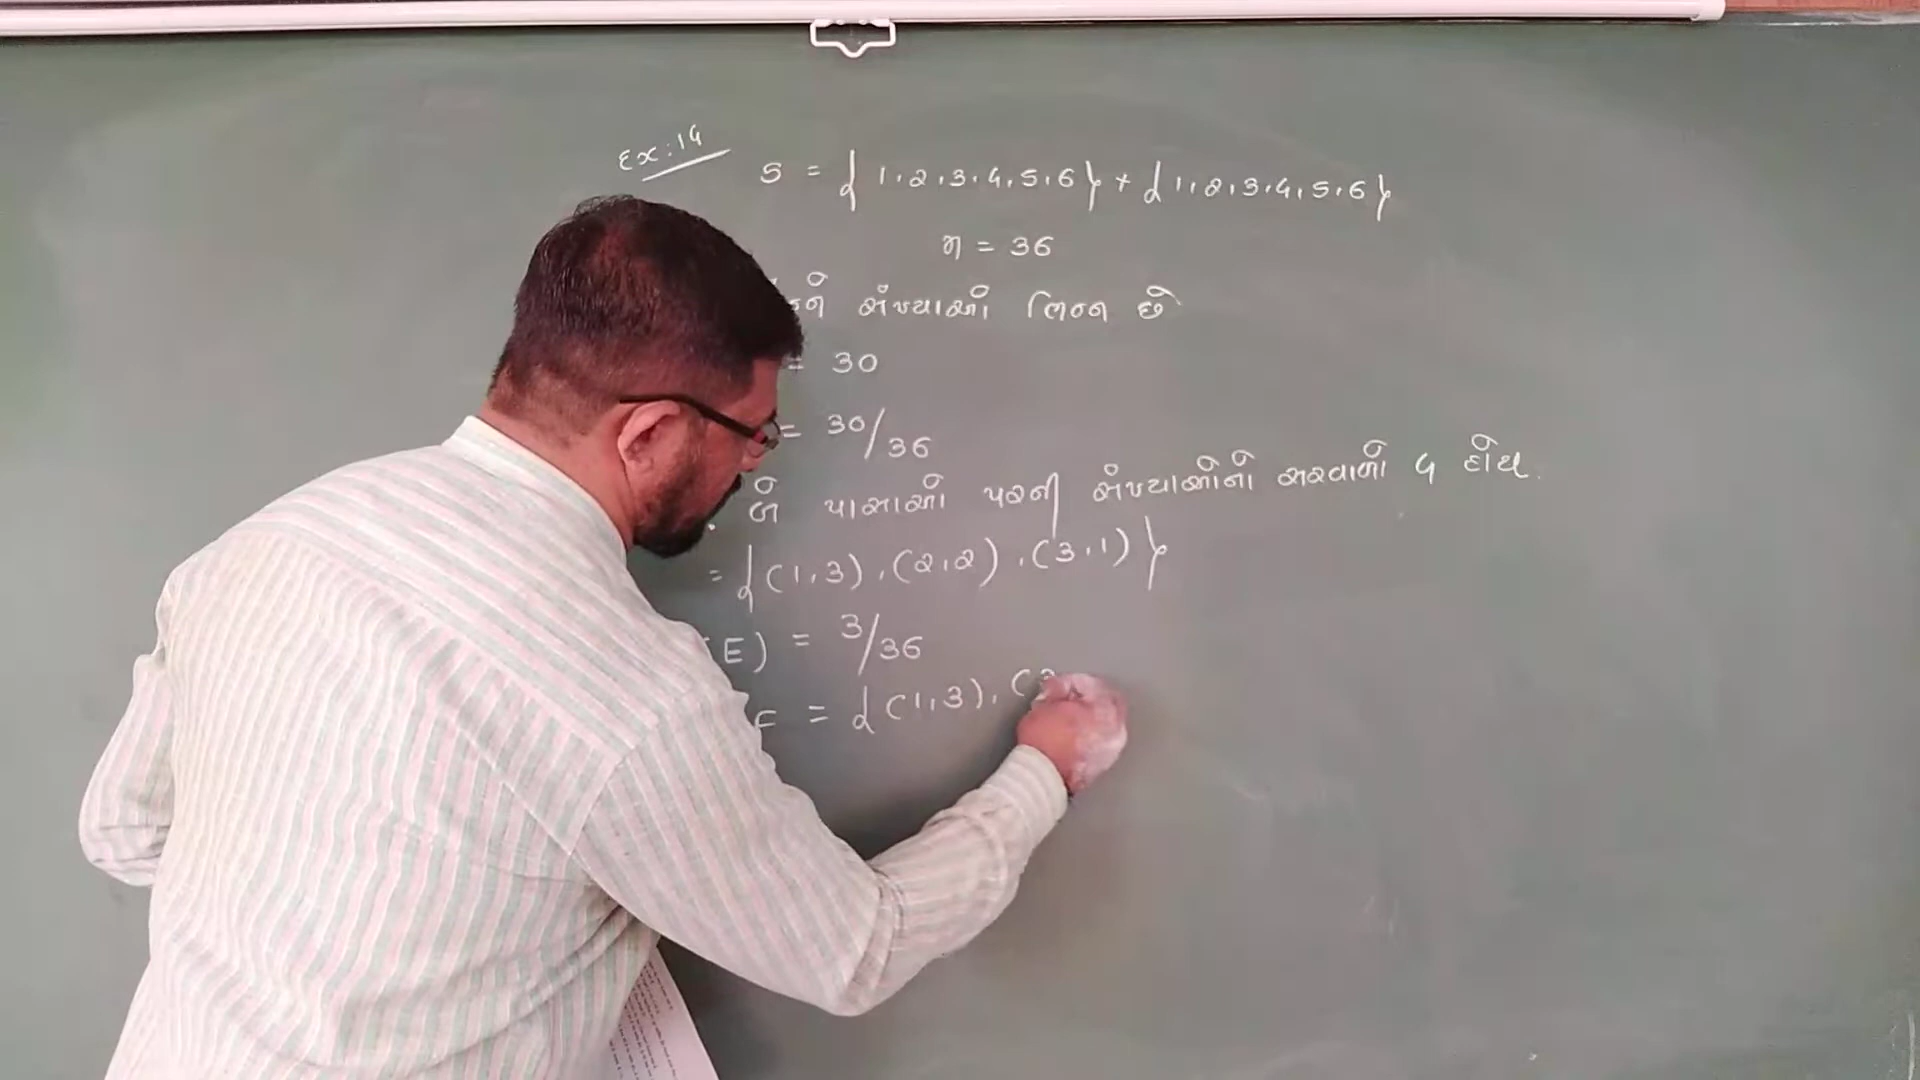 Ex: 14
S = { 1, 2, 3, 4, 5, 6 } + { 1, 2, 3, 4, 5, 6 }
n = 36
સંખ્યાઓ ભિન્ન છે
= 30
= 30/36
બે પાસાઓ પરની સંખ્યાઓનો સરવાળો 4 હોય.
= { (1, 3), (2, 2), (3, 1) }
E) = 3/36
F = { (1, 3), (3